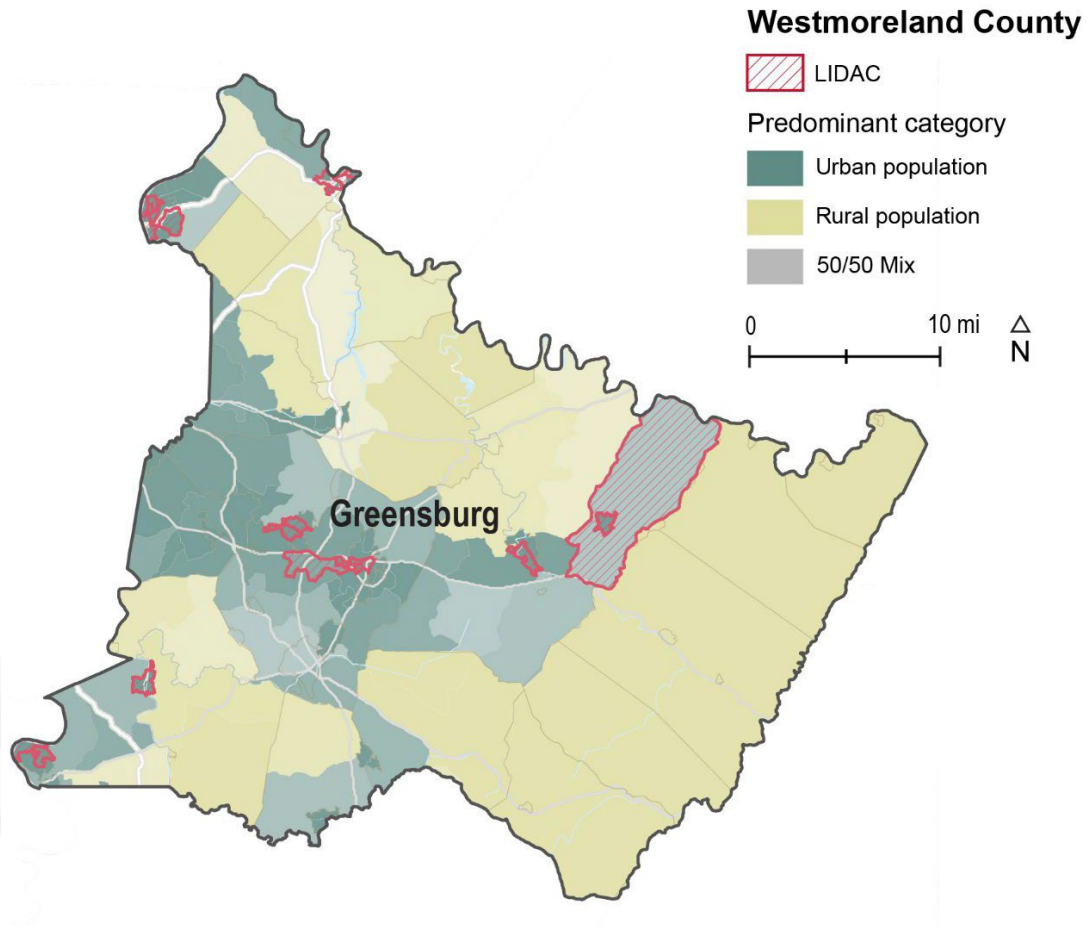 Westmoreland County
LIDAC
Predominant category
Urban population
Rural population
50/50 Mix
0 10 mi
N
Greensburg